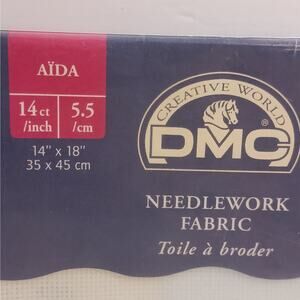 AÏDA
14ct 5.5
/inch /cm
14" x 18"
35 x 45 cm
CREATIVE WORLD
DMC®
NEEDLEWORK
FABRIC
Toile à broder